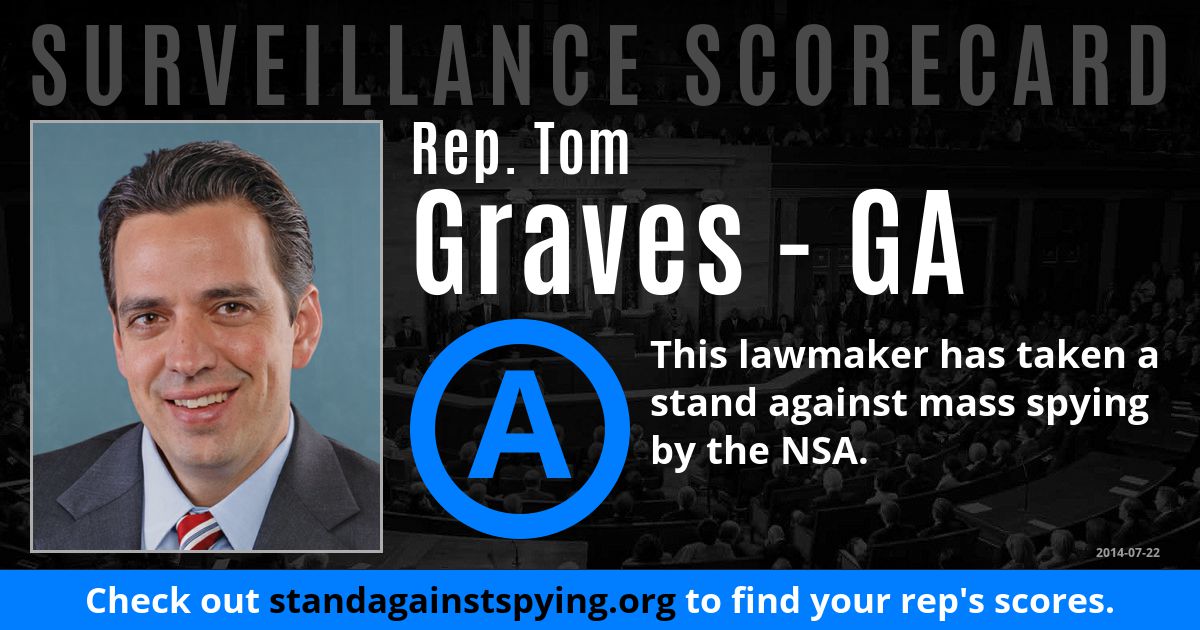 SURVEILLANCE SCORECARD
Rep. Tom
Graves - GA
A
This lawmaker has taken a
stand against mass spying
by the NSA.
2014-07-22
Check out standagainstspying.org to find your rep's scores.